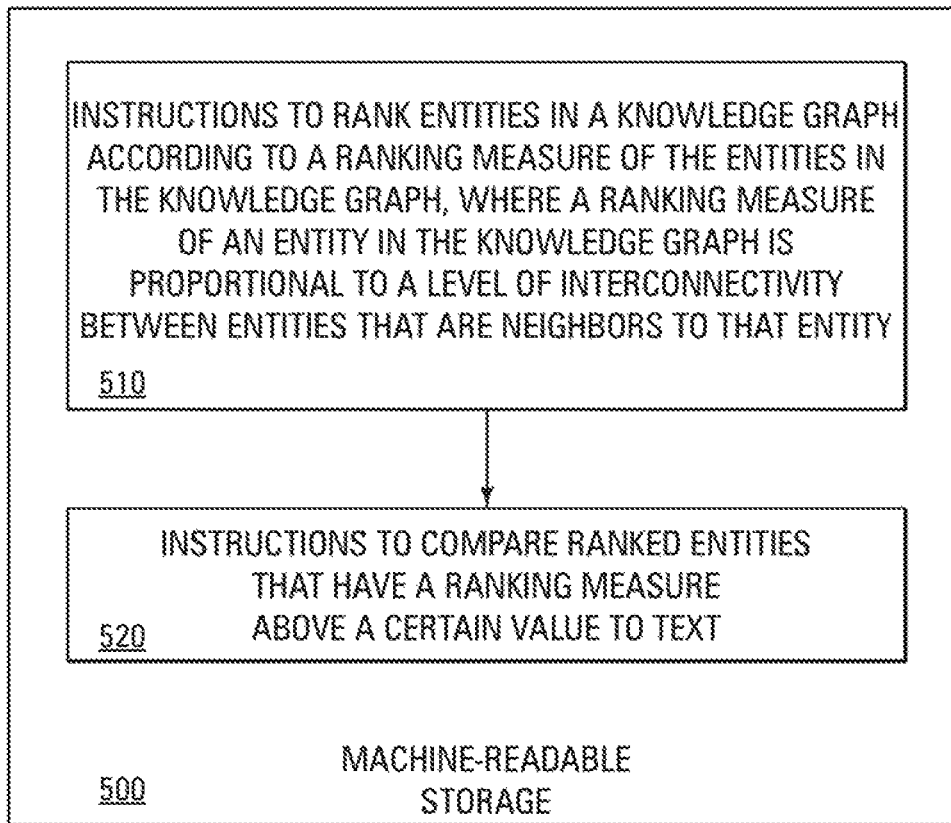 INSTRUCTIONS TO RANK ENTITIES IN A KNOWLEDGE GRAPH
ACCORDING TO A RANKING MEASURE OF THE ENTITIES IN
THE KNOWLEDGE GRAPH, WHERE A RANKING MEASURE
OF AN ENTITY IN THE KNOWLEDGE GRAPH IS
PROPORTIONAL TO A LEVEL OF INTERCONNECTIVITY
BETWEEN ENTITIES THAT ARE NEIGHBORS TO THAT ENTITY
510
INSTRUCTIONS TO COMPARE RANKED ENTITIES
THAT HAVE A RANKING MEASURE
ABOVE A CERTAIN VALUE TO TEXT
520
MACHINE-READABLE
STORAGE
500